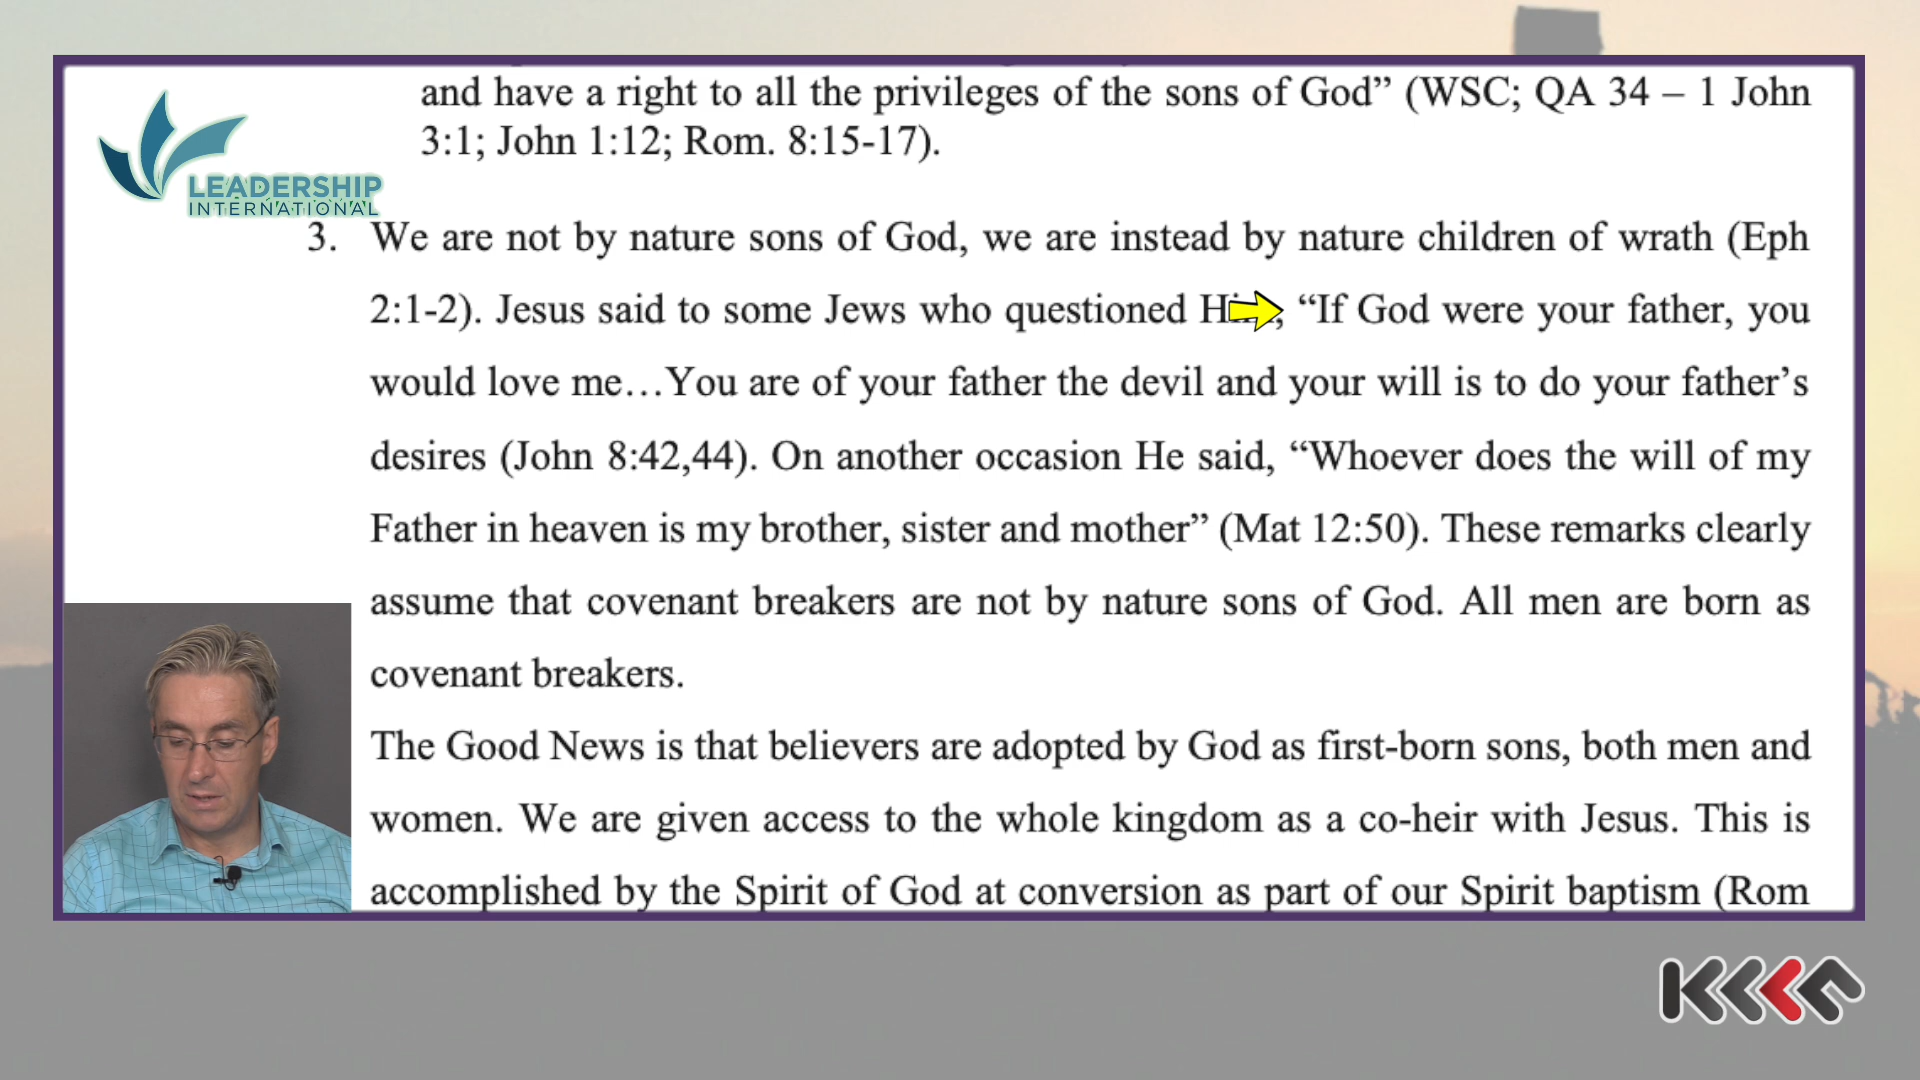 and have a right to all the privileges of the sons of God” (WSC; QA 34 – 1 John
3:1; John 1:12; Rom. 8:15-17).
LEADERSHIP
INTERNATIONAL
3. We are not by nature sons of God, we are instead by nature children of wrath (Eph
2:1-2). Jesus said to some Jews who questioned “If God were your father, you
would love me…You are of your father the devil and your will is to do your father’s
desires (John 8:42,44). On another occasion He said, “Whoever does the will of my
Father in heaven is my brother, sister and mother” (Mat 12:50). These remarks clearly
assume that covenant breakers are not by nature sons of God. All men are born as
covenant breakers.
The Good News is that believers are adopted by God as first-born sons, both men and
women. We are given access to the whole kingdom as a co-heir with Jesus. This is
accomplished by the Spirit of God at conversion as part of our Spirit baptism (Rom